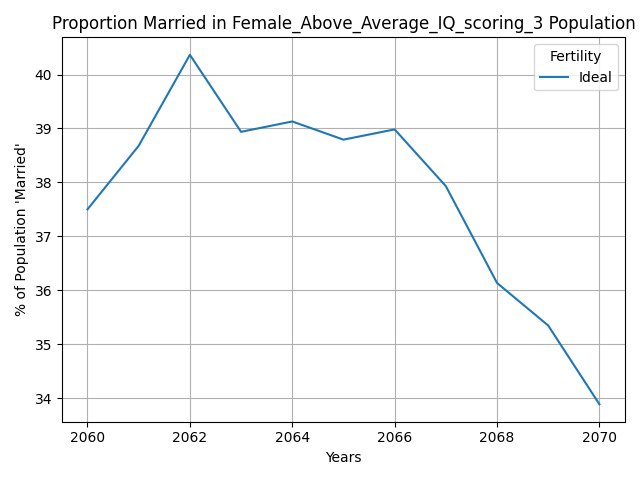 Proportion Married in Female_Above_Average_IQ_scoring_3 Population
Fertility
Ideal
% of Population 'Married'
40
39
38
37
36
35
34
2060 2062 2064 2066 2068 2070
Years